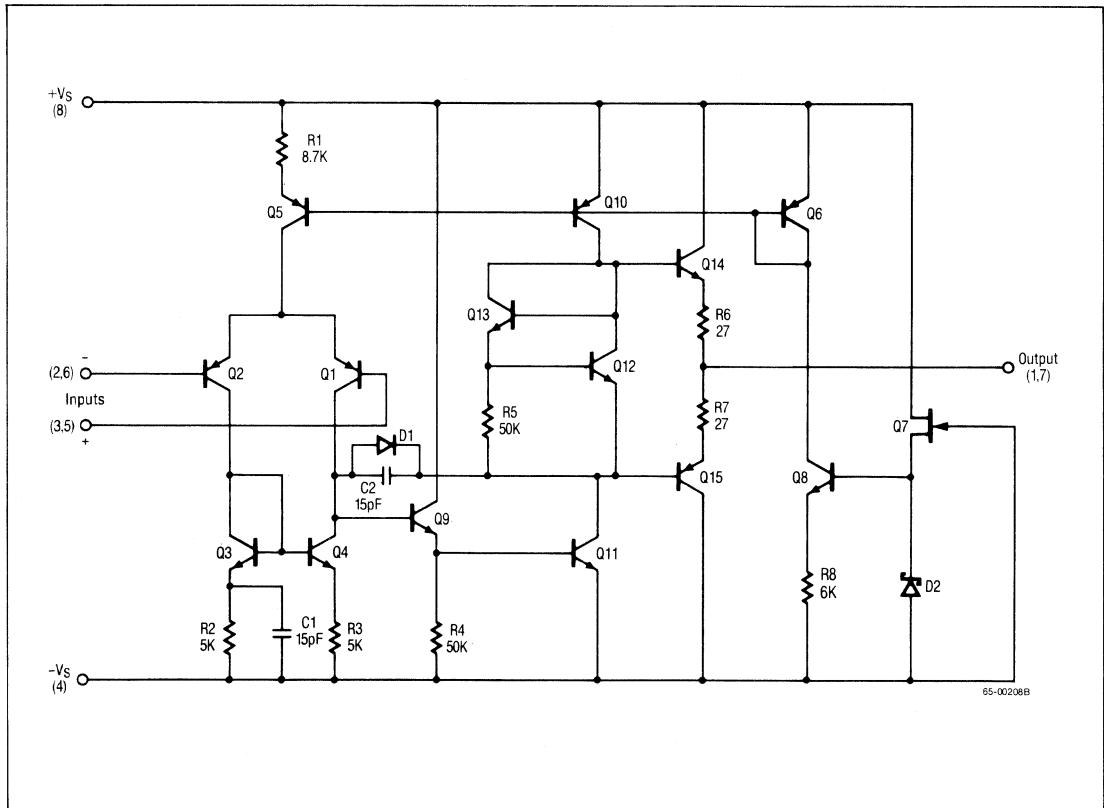 +VS
(8)
R1
8.7K
Q5
Q10
Q6
Q14
Q13
R6
27
Q12
–
(2,6)
Q2
Q1
Output
(1,7)
Inputs
R5
50K
R7
27
Q7
(3,5)
+
D1
C2
15pF
Q15
Q8
Q9
Q3
Q4
Q11
R8
6K
D2
R2
5K
C1
15pF
R3
5K
R4
50K
–VS
(4)
65-00208B